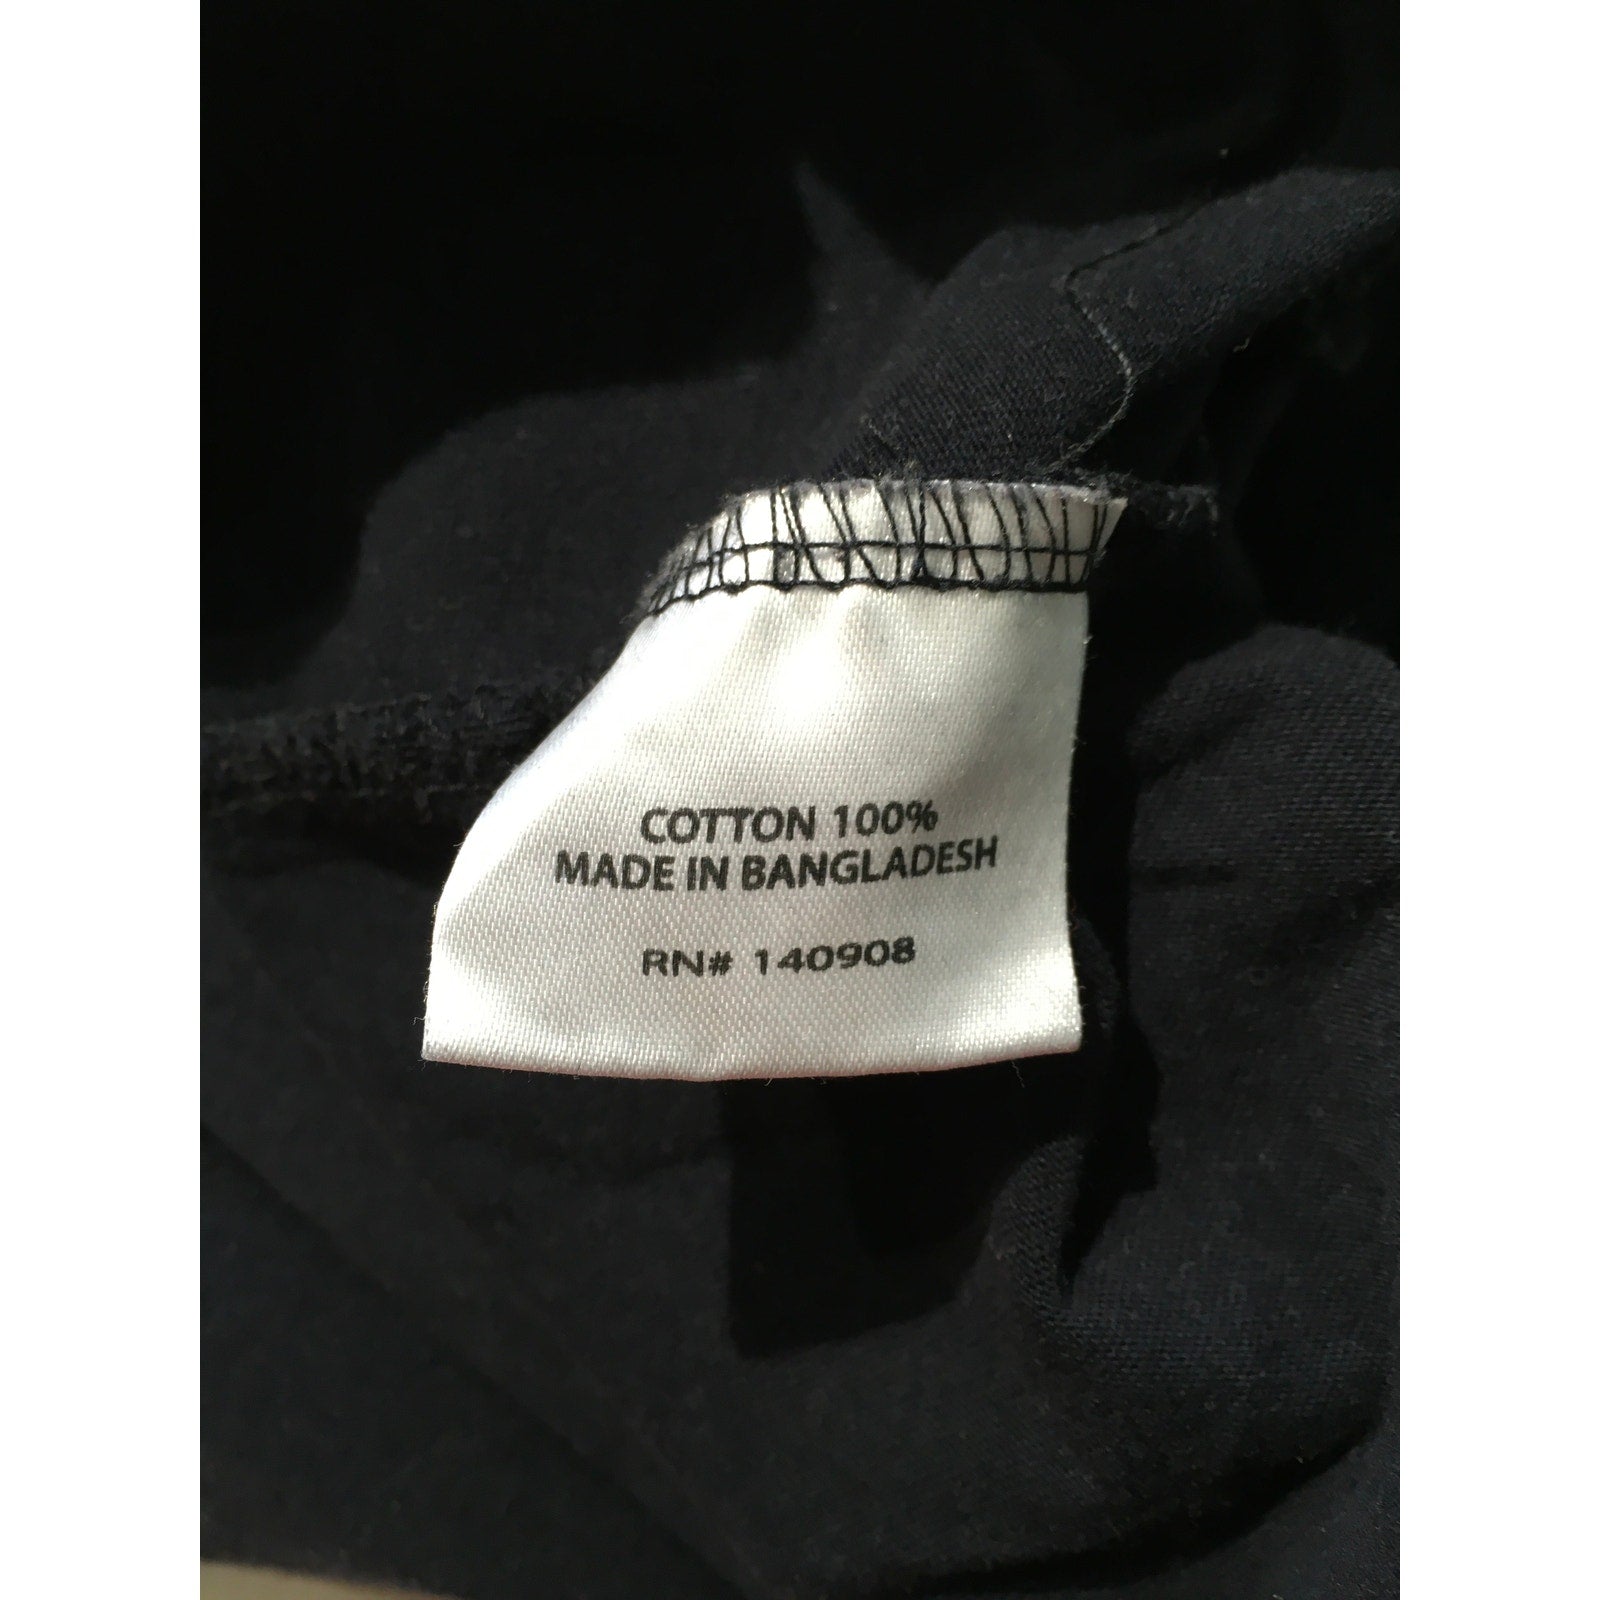 COTTON 100%
MADE IN BANGLADESH
RN# 140908